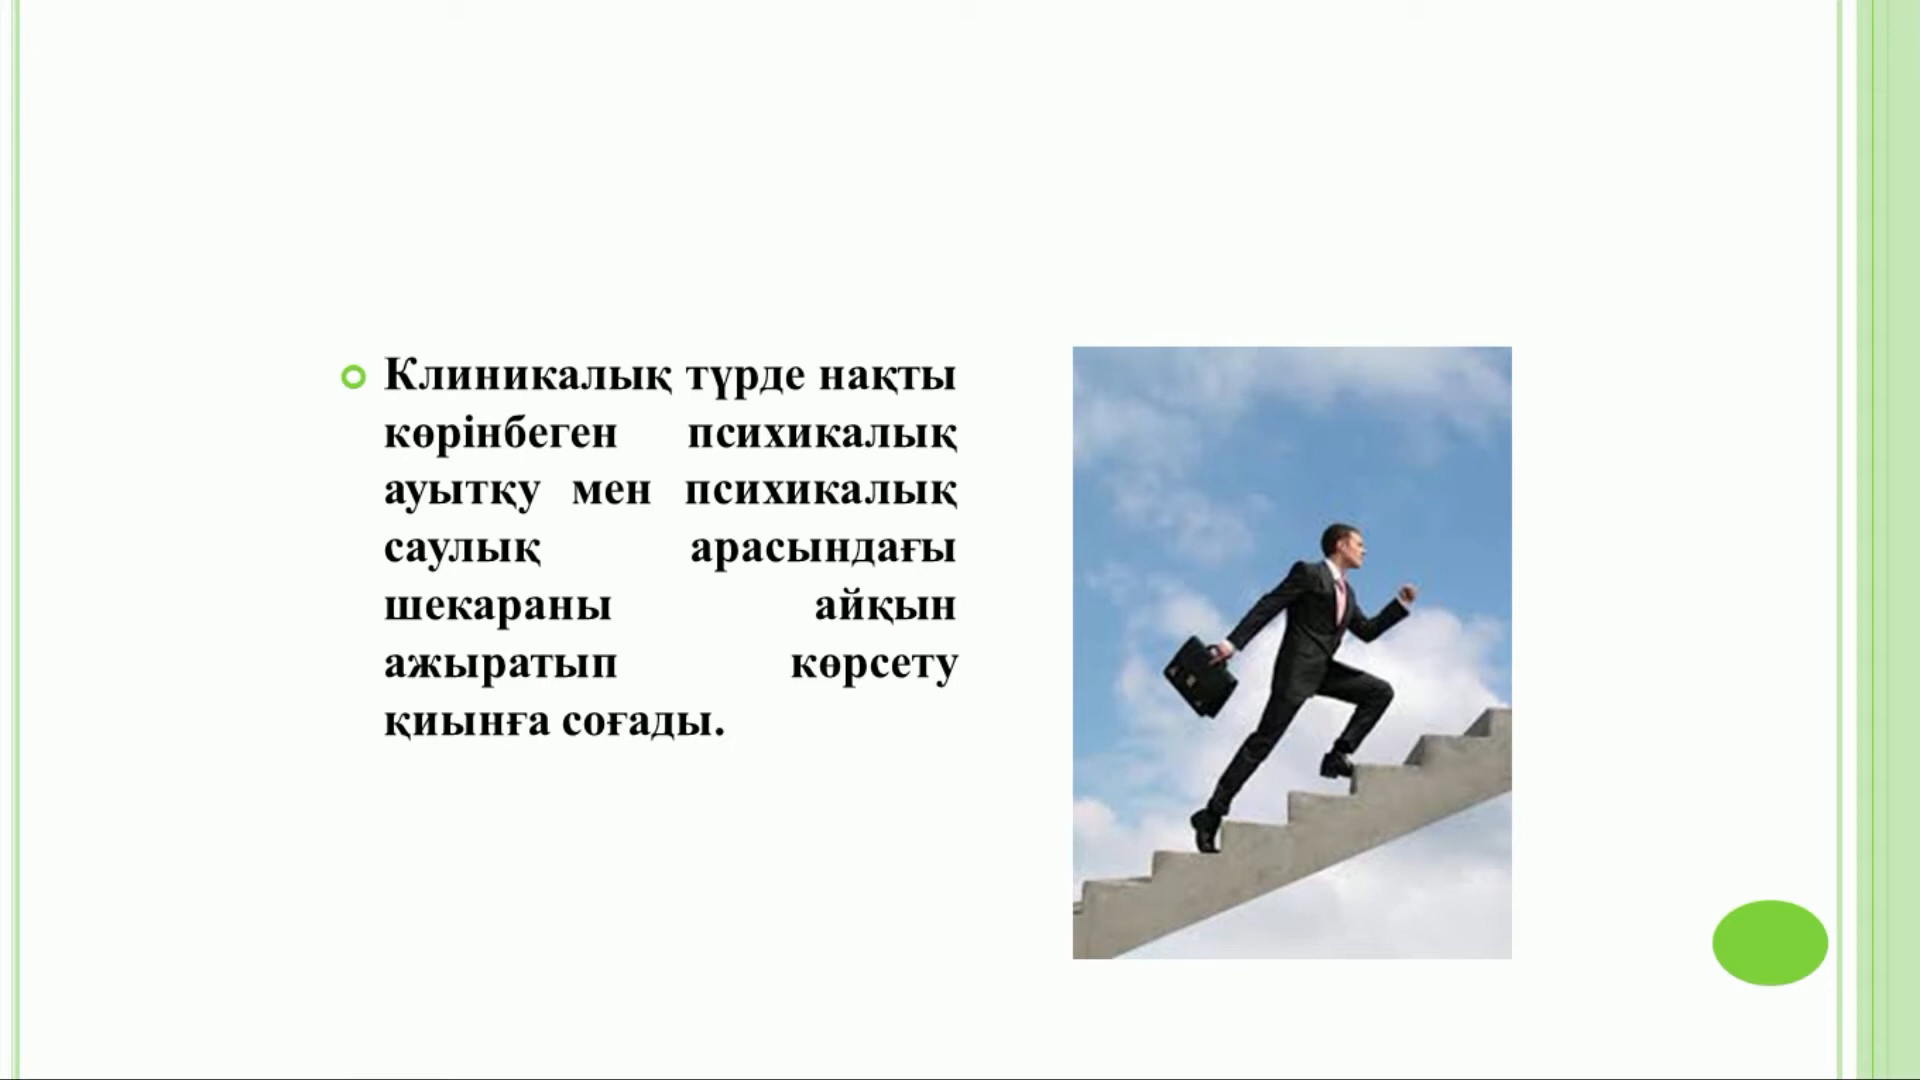 Клиникалық түрде нақты
көрінбеген психикалық
ауытқу мен психикалық
саулық арасындағы
шекараны айқын
ажыратып көрсету
қиынға соғады.